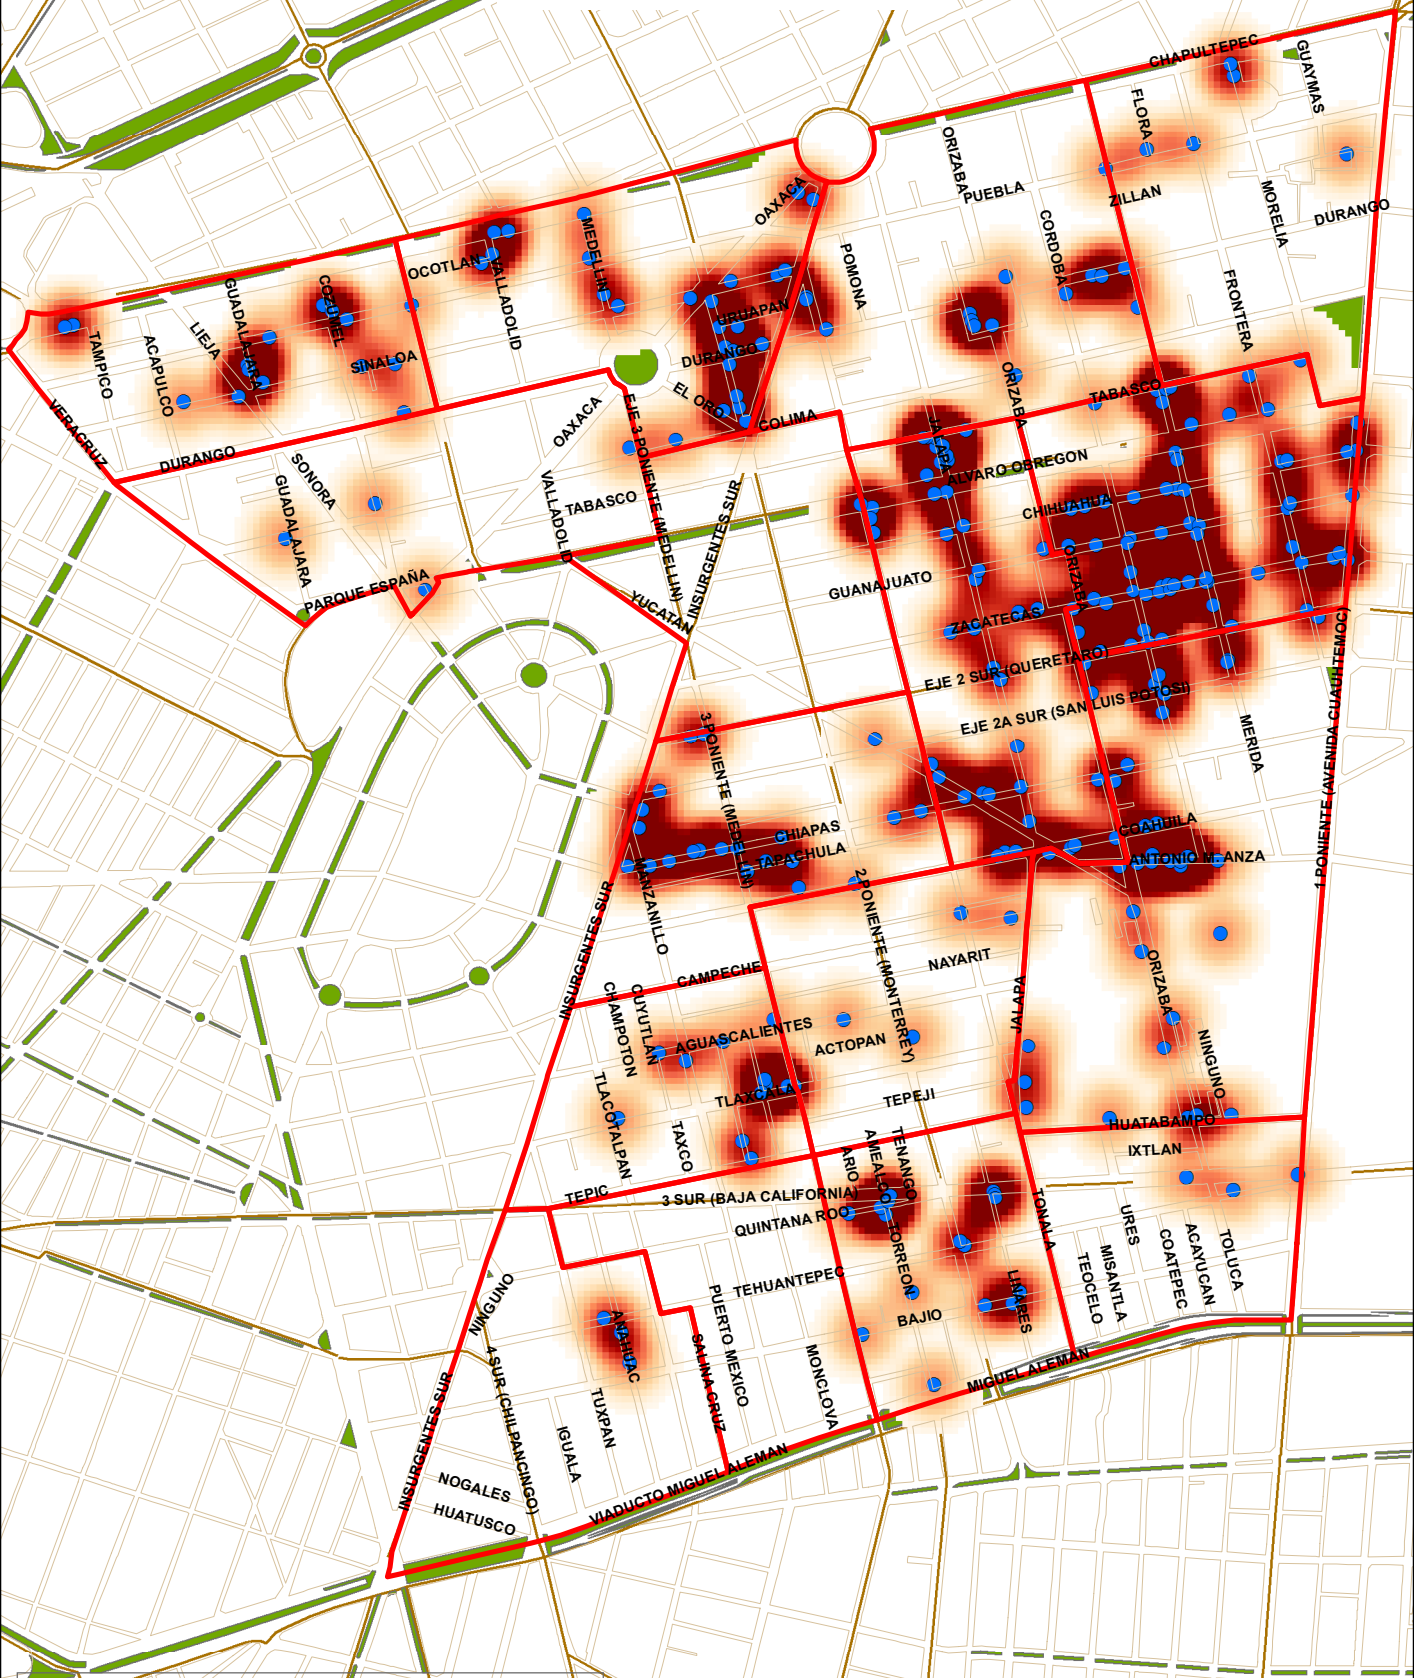 CHAPULTEPEC
GUAYMAS
FLORA
ORIZABA
PUEBLA
ZILLAN
OAXACA
MORELIA
DURANGO
CORDOBA
MEDELLIN
OCOTLAN
VALLADOLID
POMONA
COZUMEL
GUADALAJARA
LIEJA
TAMPICO
ACAPULCO
SINALOA
URUAPAN
DURANGO
FRONTERA
EL ORO
ORIZABA
TABASCO
COLIMA
VERACRUZ
DURANGO
OAXACA
EJE 3 PONIENTE (MEDELLIN)
JALAPA
ALVARO OBREGON
SONORA
GUADALAJARA
VALLADOLID
TABASCO
INSURGENTES SUR
CHIHUAHUA
ORIZABA
GUANAJUATO
PARQUE ESPAÑA
YUCATAN
ZACATECAS
EJE 2 SUR (QUERETARO)
EJE 2A SUR (SAN LUIS POTOSI)
1 PONIENTE (AVENIDA CUAUHTEMOC)
3 PONIENTE (MEDELLIN)
MERIDA
CHIAPAS
TAPACHULA
COAHUILA
ANTONIO M. ANZA
MANZANILLO
INSURGENTES SUR
2 PONIENTE (MONTERREY)
NAYARIT
CAMPECHE
JALAPA
ORIZABA
CUYUTLAN
CHAMPOTON
AGUASCALIENTES
ACTOPAN
NINGUNO
TLAXCALA
TEPEJI
TLACOTALPAN
TAXCO
HUATABAMPO
IXTLAN
ARIO
AMEALCO
TENANGO
TEPIC
3 SUR (BAJA CALIFORNIA)
QUINTANA ROO
TORREON
TONALA
URES
COATEPEC
ACAYUCAN
TOLUCA
MISANTLA
TEOCELO
TEHUANTEPEC
LINARES
BAJIO
NINGUNO
PUERTO MEXICO
ANAHUAC
SALINA CRUZ
MONCLOVA
MIGUEL ALEMAN
4 SUR (CHILPANCINGO)
INSURGENTES SUR
TUXPAN
IGUALA
NOGALES
HUATUSCO
VIADUCTO MIGUEL ALEMAN